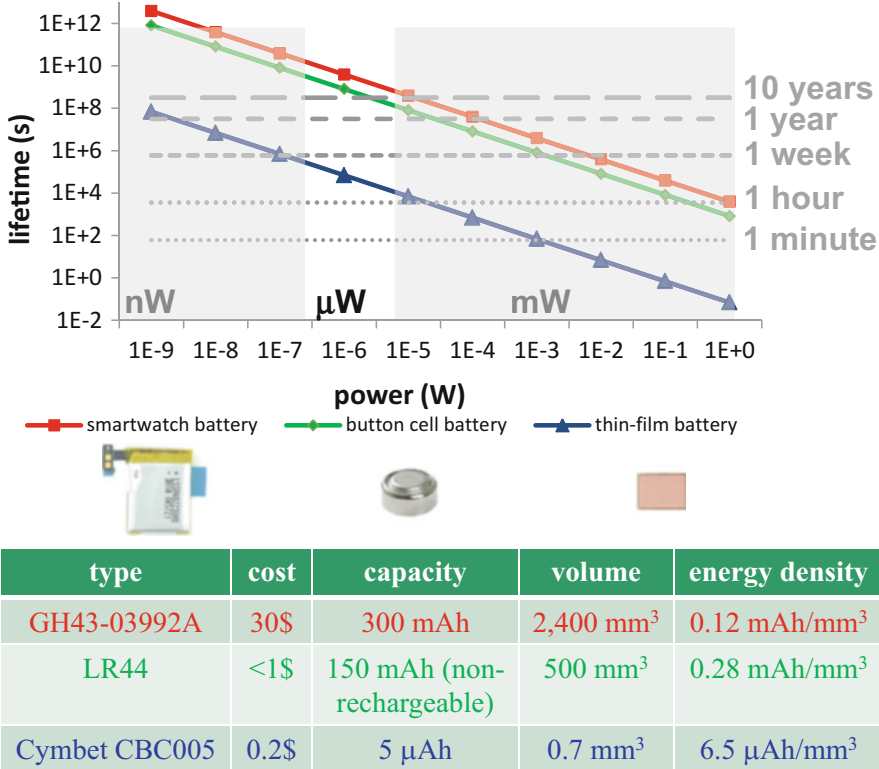 1E+12
1E+10
1E+8
1E+6
1E+4
1E+2
1E+0
1E-2
lifetime (s)
10 years
1 year
1 week
1 hour
1 minute
nW
μW
mW
1E-9 1E-8 1E-7 1E-6 1E-5 1E-4 1E-3 1E-2 1E-1 1E+0
power (W)
smartwatch battery button cell battery thin-film battery
type cost capacity volume energy density
GH43-03992A 30$ 300 mAh 2,400 mm³ 0.12 mAh/mm³
LR44 <1$ 150 mAh (non-
rechargeable) 500 mm³ 0.28 mAh/mm³
Cymbet CBC005 0.2$ 5 μAh 0.7 mm³ 6.5 μAh/mm³